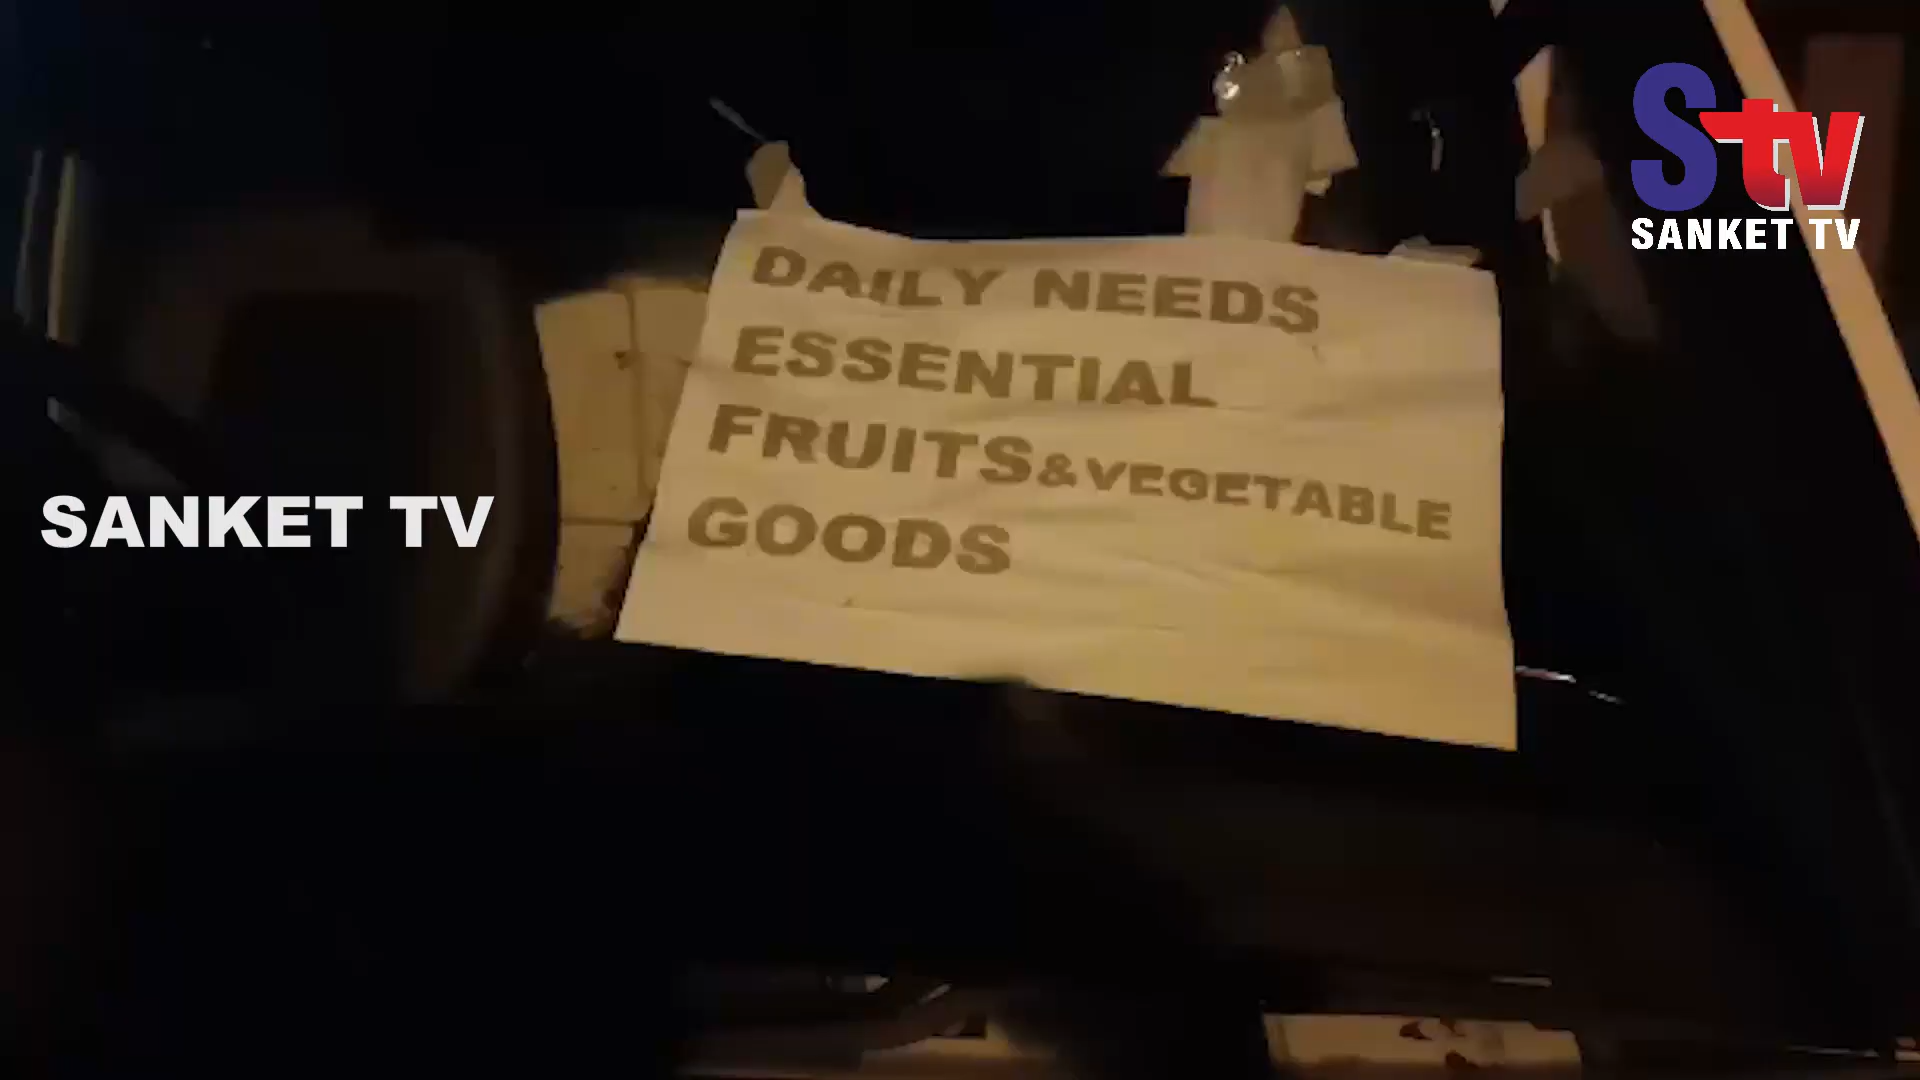 DAILY NEEDS
ESSENTIAL
FRUITS & VEGETABLE
GOODS
SANKET TV
Stv
SANKET TV